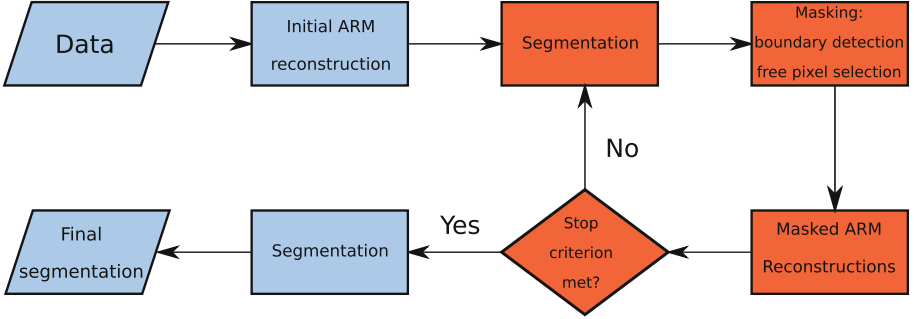 Data
Initial ARM
reconstruction
Segmentation
Masking:
boundary detection
free pixel selection
No
Masked ARM
Reconstructions
Stop
criterion
met?
Yes
Segmentation
Final
segmentation